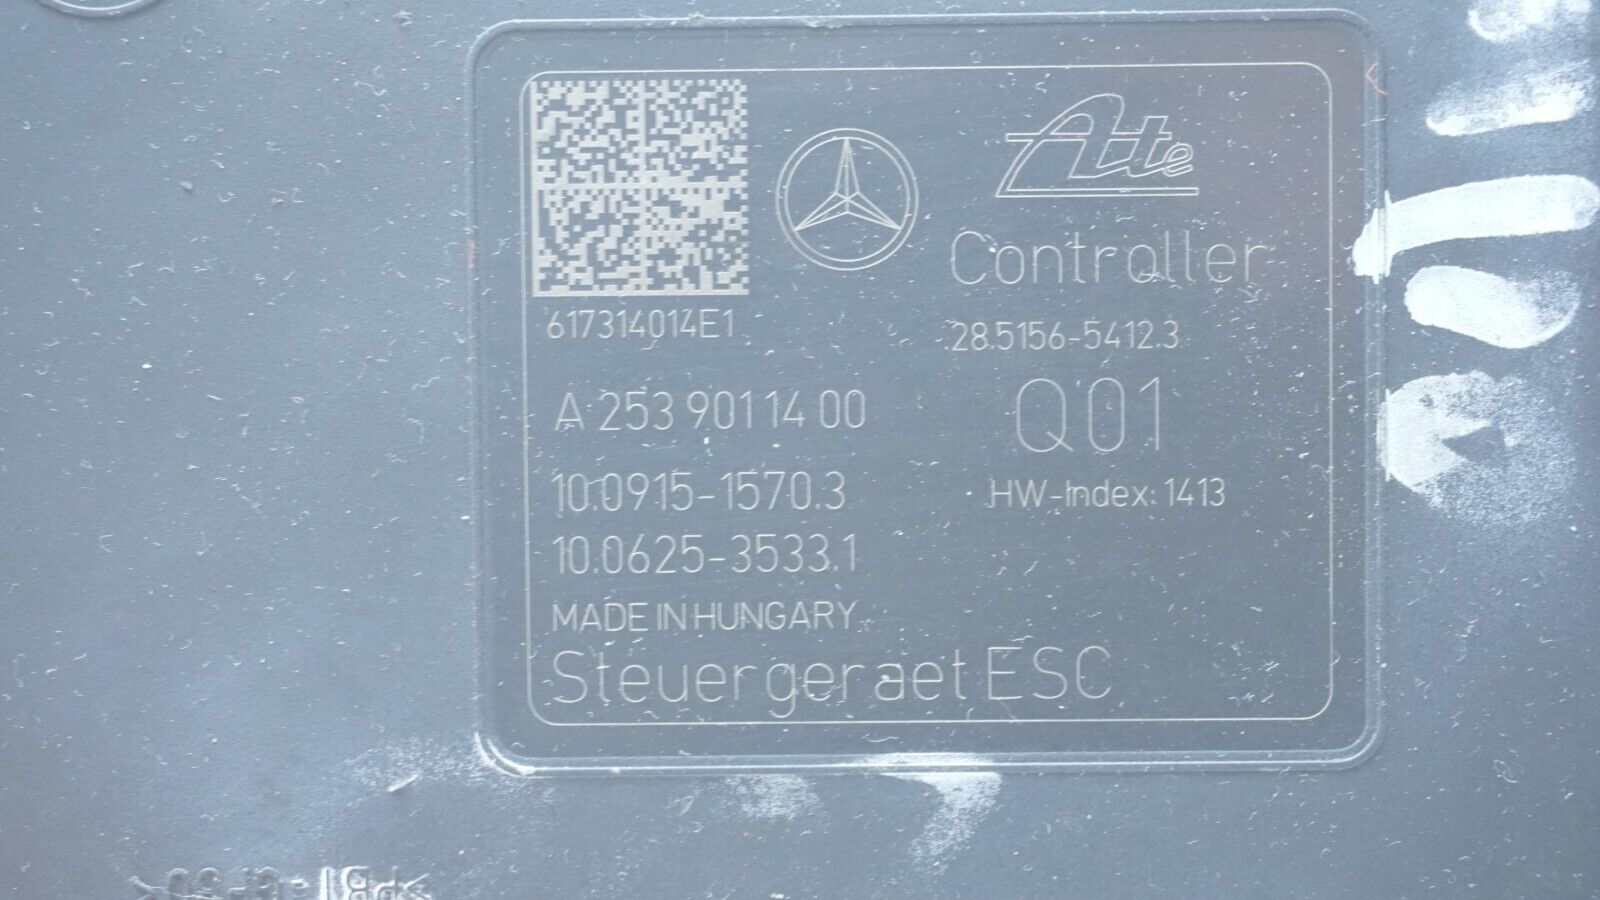 Ate
Controller
617314014E1
28.5156-5412.3
A 253 901 14 00
Q01
10.0915-1570.3
HW-Index: 1413
10.0625-3533.1
MADE IN HUNGARY
Steuergeraet ESC